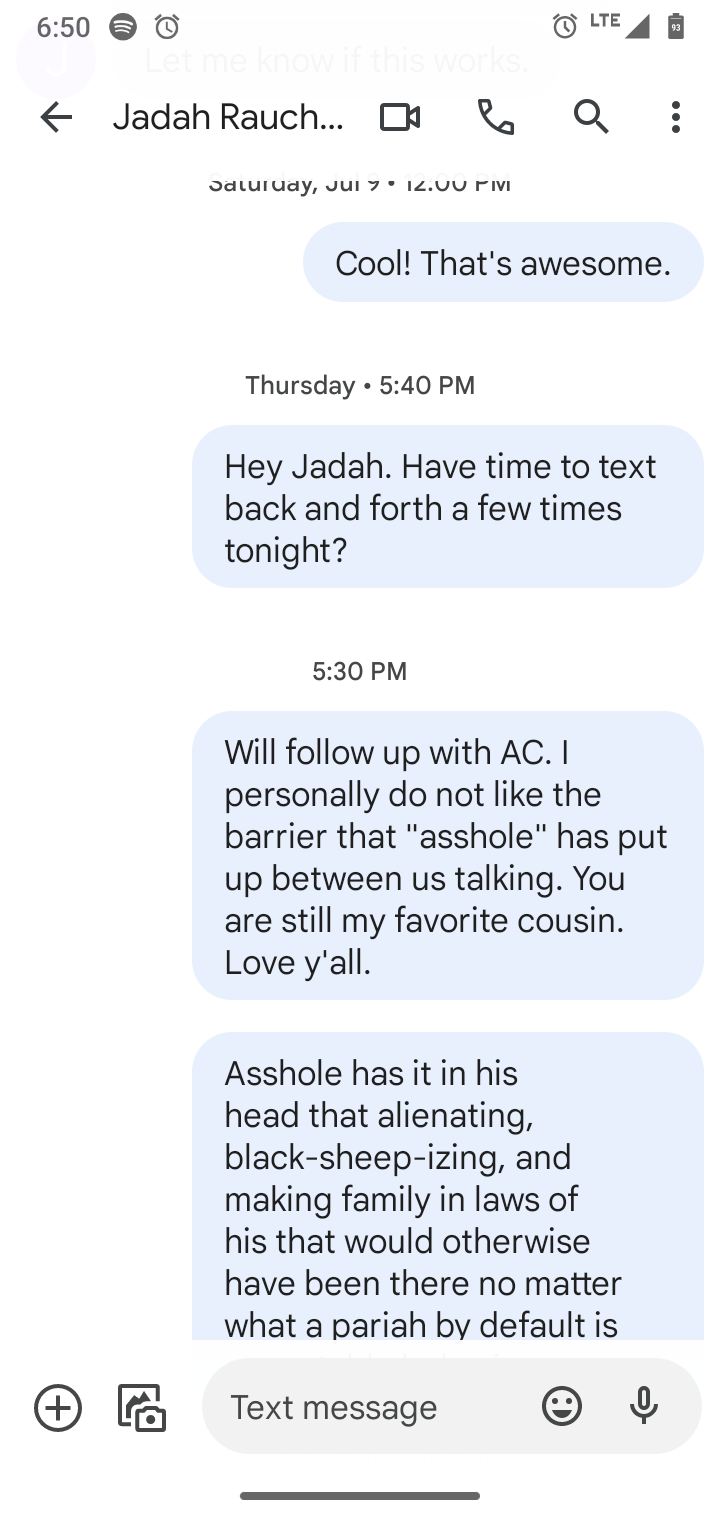 6:50
LTE
93
Let me know if this works.
J
Jadah Rauch...
Saturday, Jul 9 • 12:00 PM
Cool! That's awesome.
Thursday • 5:40 PM
Hey Jadah. Have time to text
back and forth a few times
tonight?
5:30 PM
Will follow up with AC. I
personally do not like the
barrier that "asshole" has put
up between us talking. You
are still my favorite cousin.
Love y'all.
Asshole has it in his
head that alienating,
black-sheep-izing, and
making family in laws of
his that would otherwise
have been there no matter
what a pariah by default is
Text message